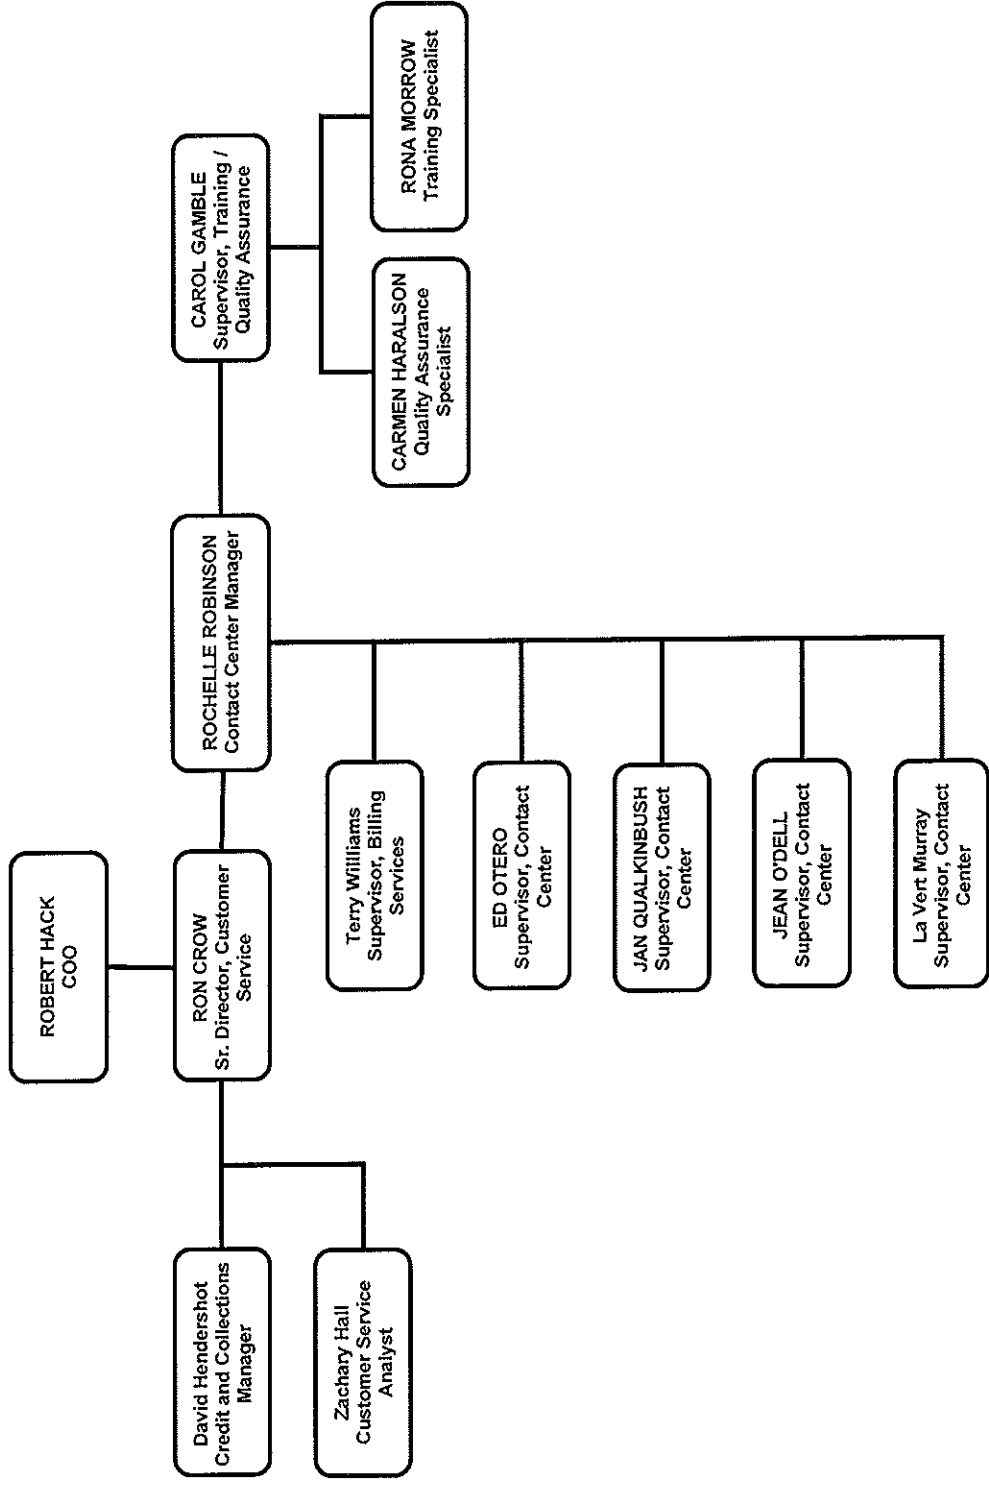 ROBERT HACK
COO
David Hendershot
Credit and Collections
Manager
RON CROW
Sr. Director, Customer
Service
ROCHELLE ROBINSON
Contact Center Manager
CAROL GAMBLE
Supervisor, Training /
Quality Assurance
Zachary Hall
Customer Service
Analyst
Terry Willliams
Supervisor, Billing
Services
CARMEN HARALSON
Quality Assurance
Specialist
RONA MORROW
Training Specialist
ED OTERO
Supervisor, Contact
Center
JAN QUALKINBUSH
Supervisor, Contact
Center
JEAN O'DELL
Supervisor, Contact
Center
La Vert Murray
Supervisor, Contact
Center